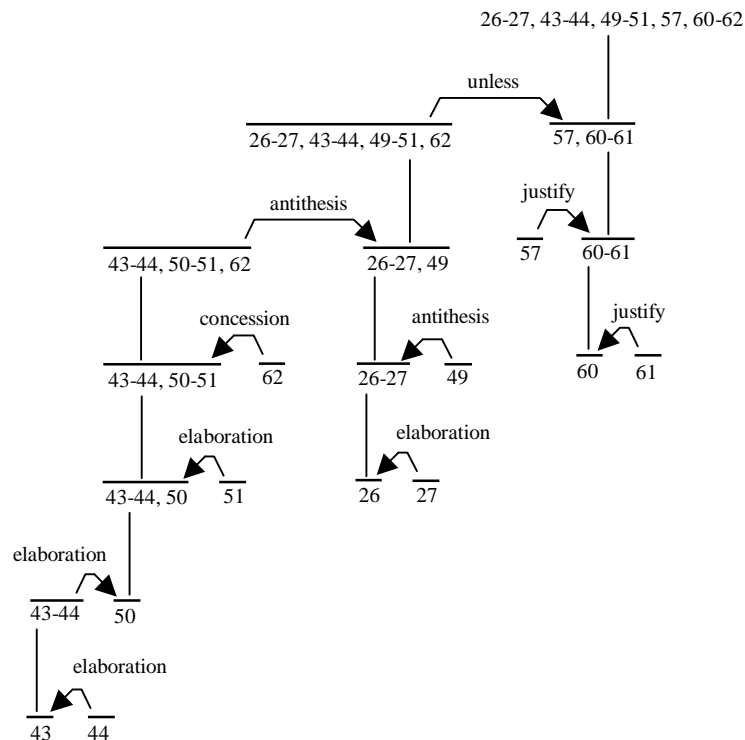 26-27, 43-44, 49-51, 57, 60-62
unless
26-27, 43-44, 49-51, 62
57, 60-61
antithesis
justify
43-44, 50-51, 62
26-27, 49
57
60-61
concession
antithesis
justify
43-44, 50-51
62
26-27
49
60
61
elaboration
elaboration
43-44, 50
51
26
27
elaboration
43-44
50
elaboration
43
44